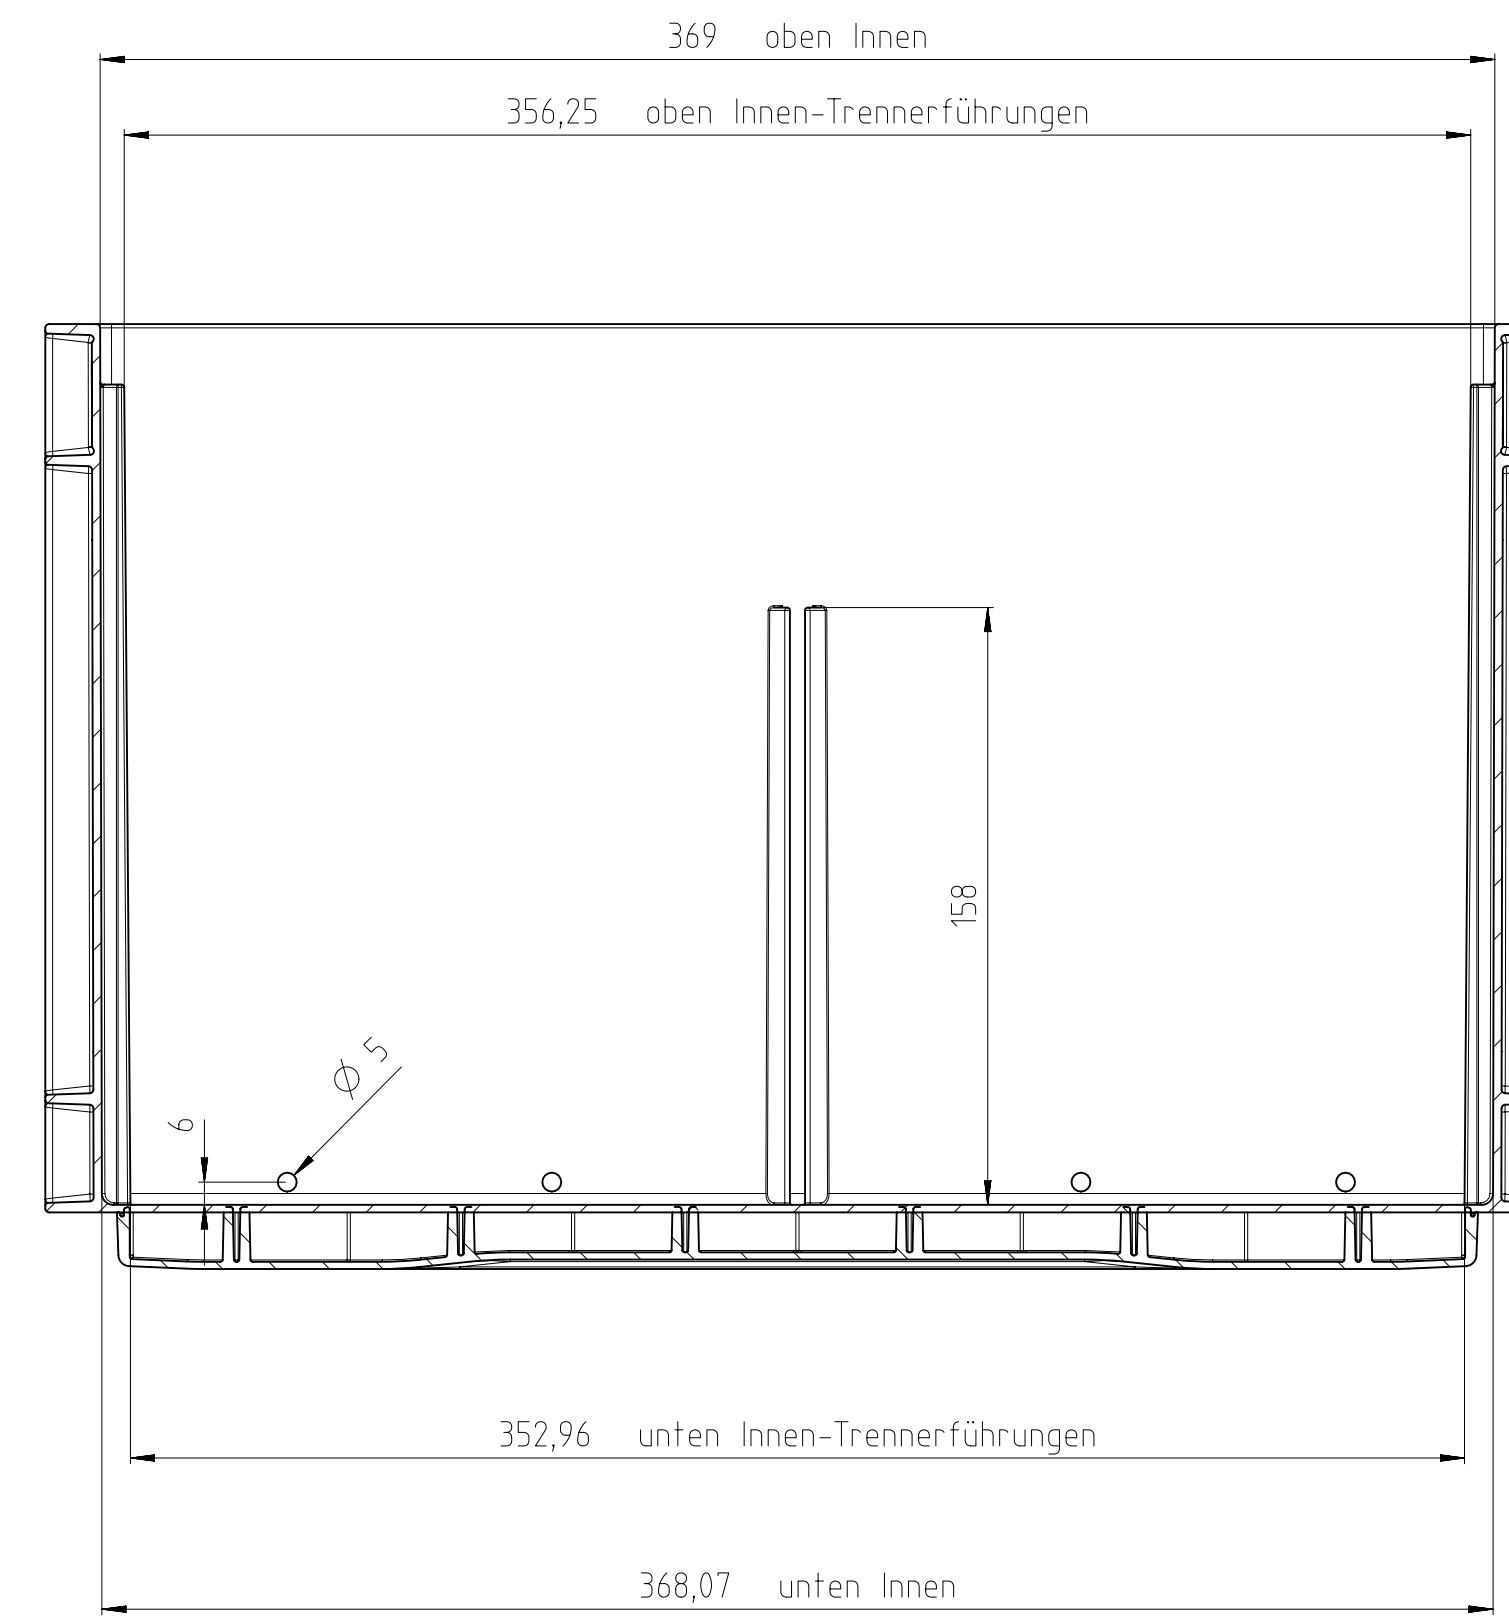 369 oben Innen
356,25 oben Innen-Trennerführungen
158
Ø 5
6
352,96 unten Innen-Trennerführungen
368,07 unten Innen